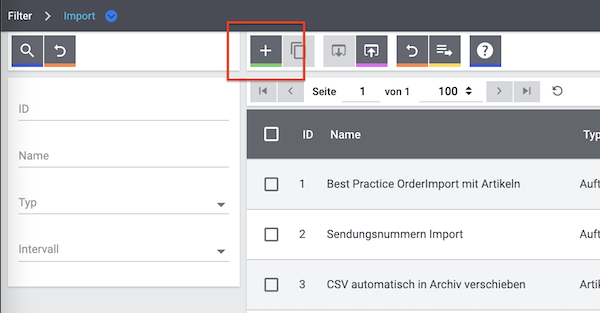 Filter > Import
Seite 1 von 1 100
ID
Name
Typ
Intervall
ID Name Typ
1 Best Practice OrderImport mit Artikeln Auft
2 Sendungsnummern Import Auft
3 CSV automatisch in Archiv verschieben Artik